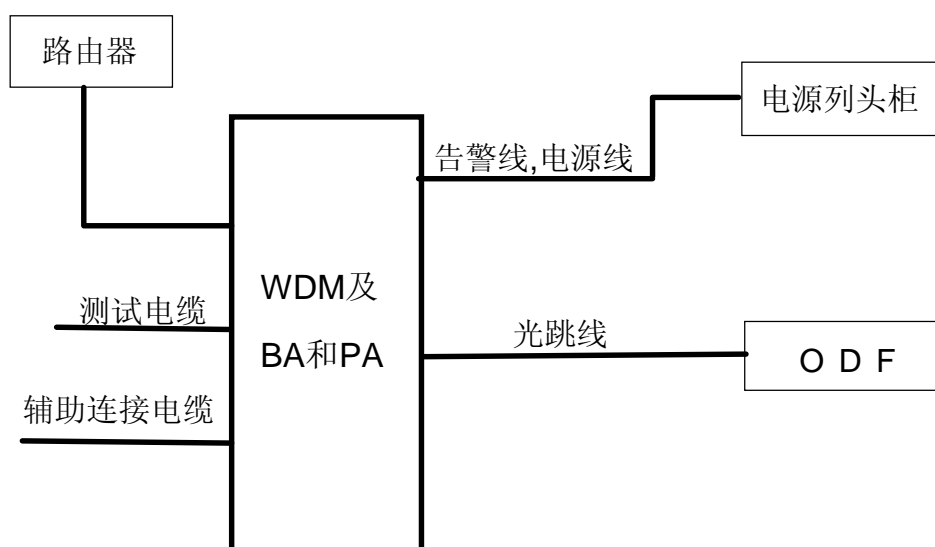 路由器
电源列头柜
告警线,电源线
WDM及
BA和PA
测试电缆
光跳线
O D F
辅助连接电缆